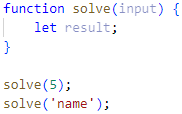 function solve(input) {
    let result;
}

solve(5);
solve('name');